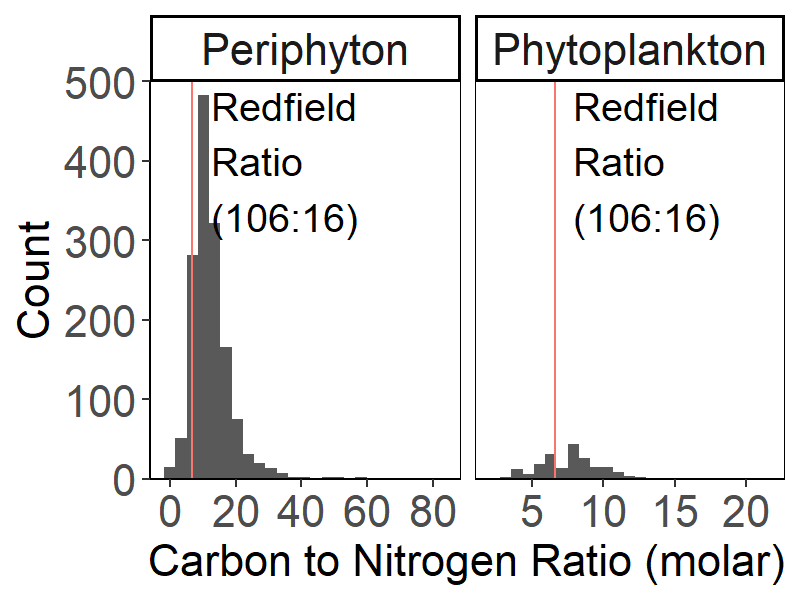 Periphyton
Phytoplankton
500
400
300
200
100
0
Count
Redfield
Ratio
(106:16)
Redfield
Ratio
(106:16)
0 20 40 60 80
5 10 15 20
Carbon to Nitrogen Ratio (molar)